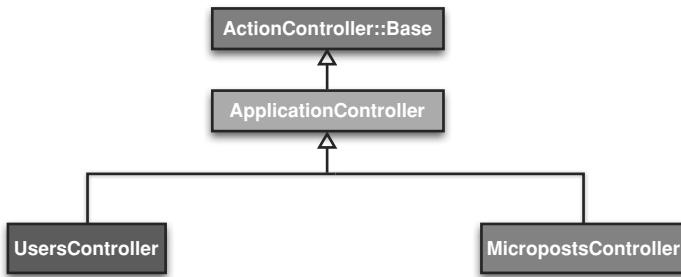 ActionController::Base
ApplicationController
UsersController
MicropostsController